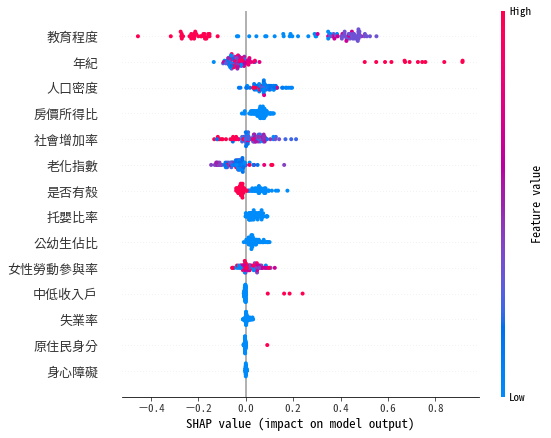 High
教育程度
年紀
人口密度
房價所得比
社會增加率
老化指數
是否有殼
托嬰比率
公幼生佔比
女性勞動參與率
中低收入戶
失業率
原住民身分
身心障礙
Feature value
Low
−0.4 −0.2 0.0 0.2 0.4 0.6 0.8
SHAP value (impact on model output)